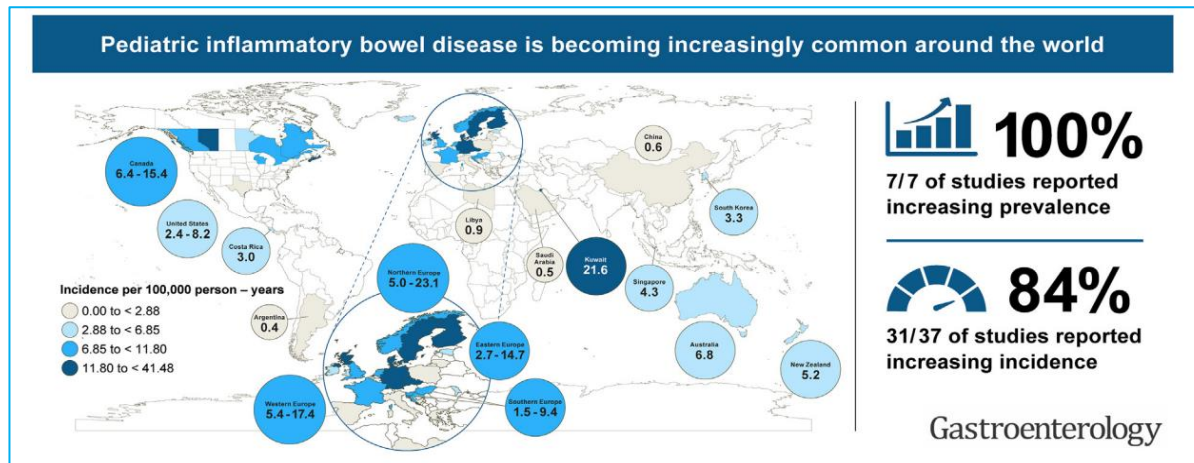 Pediatric inflammatory bowel disease is becoming increasingly common around the world
Canada
6.4 - 15.4
United States
2.4 - 8.2
Costa Rica
3.0
Argentina
0.4
Incidence per 100,000 person – years
0.00 to < 2.88
2.88 to < 6.85
6.85 to < 11.80
11.80 to < 41.48
Northern Europe
5.0 - 23.1
Eastern Europe
2.7 - 14.7
Southern Europe
1.5 - 9.4
Western Europe
5.4 - 17.4
Libya
0.9
Saudi
Arabia
0.5
Kuwait
21.6
China
0.6
South Korea
3.3
Singapore
4.3
Australia
6.8
New Zealand
5.2
100%
7/7 of studies reported
increasing prevalence
84%
31/37 of studies reported
increasing incidence
Gastroenterology